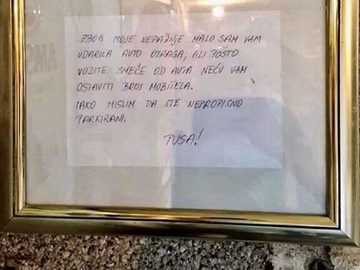 ZBOG MOJE NEPAŽNJE MALO SAM VAM
UDARILA AUTO OTRAGA, ALI POŠTO
VOZITE SMEĆE OD AUTA NEĆU VAM
OSTAVITI BROJ MOBITELA.
IAKO MISLIM DA STE NEPROPISNO
PARKIRANI.
PUSA!